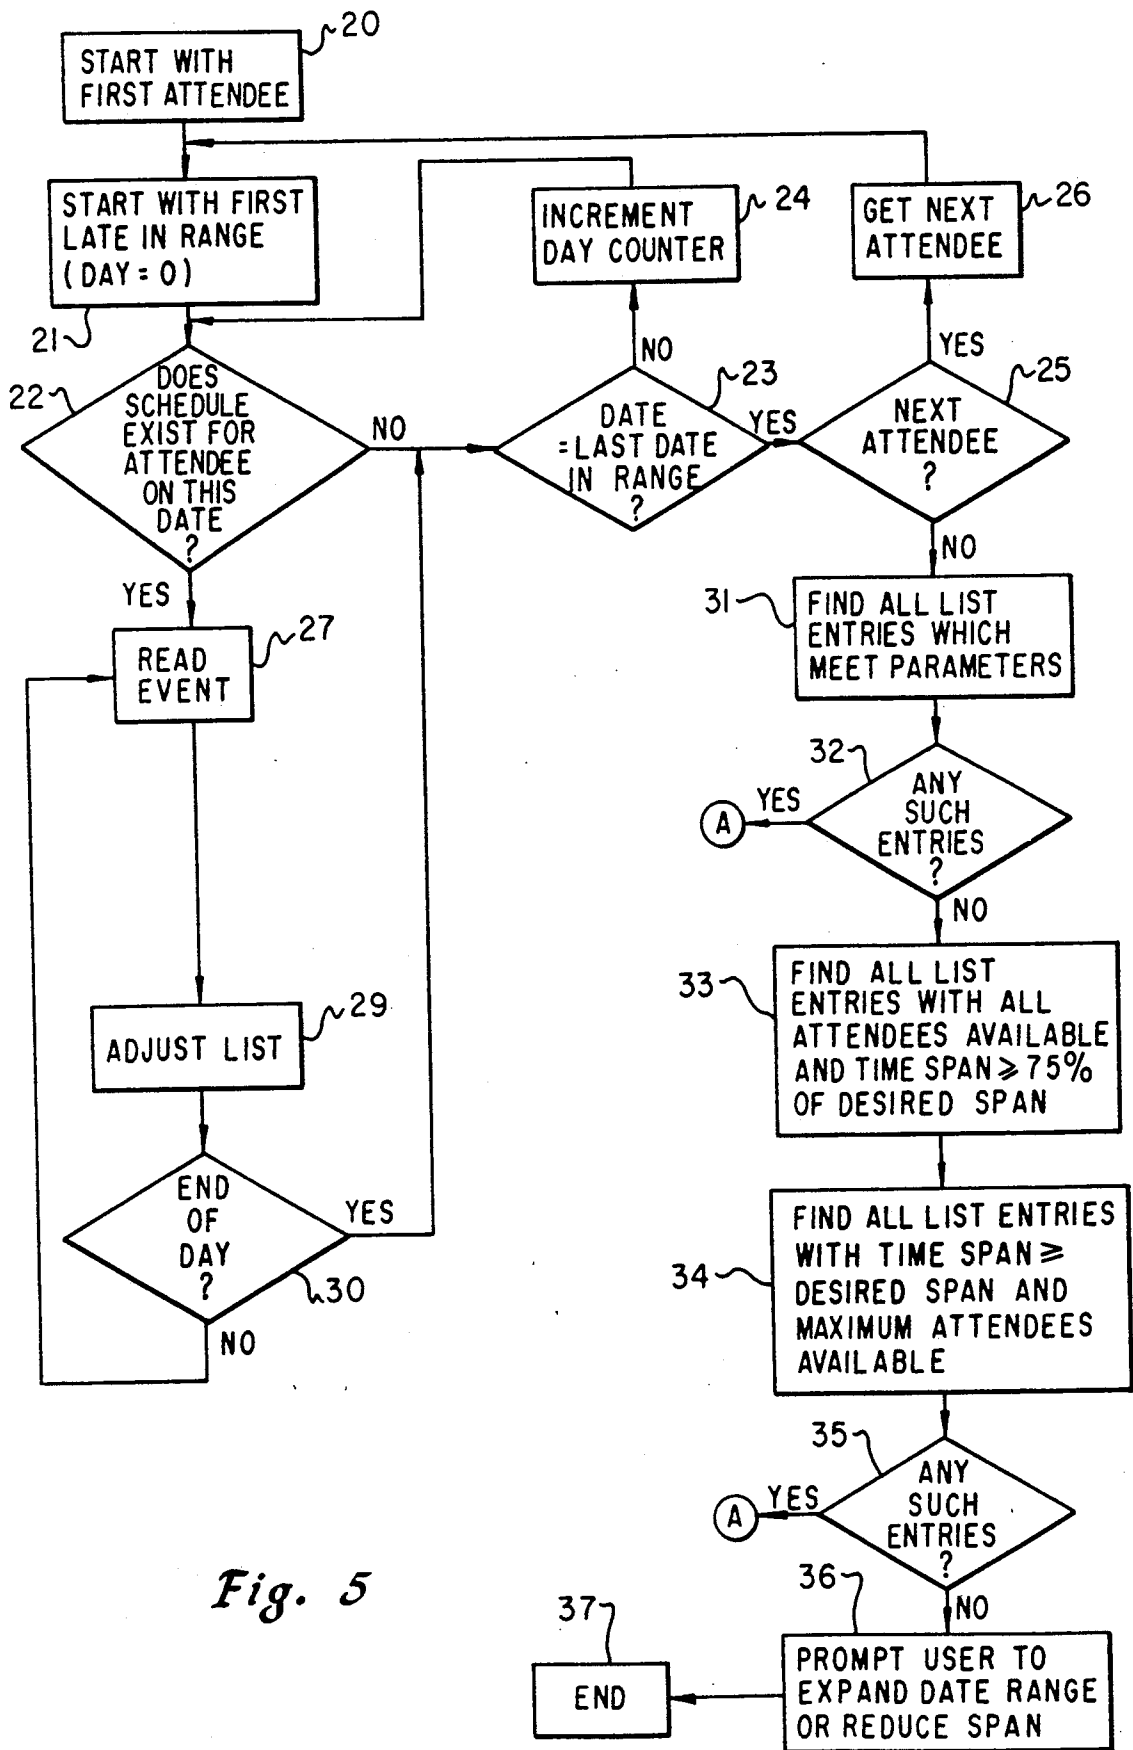 20
START WITH
FIRST ATTENDEE
START WITH FIRST
LATE IN RANGE
(DAY = 0)
21
INCREMENT
DAY COUNTER
24
GET NEXT
ATTENDEE
26
22
DOES
SCHEDULE
EXIST FOR
ATTENDEE
ON THIS
DATE
?
NO
YES
NO
23
DATE
=LAST DATE
IN RANGE
?
YES
YES
25
NEXT
ATTENDEE
?
NO
27
READ
EVENT
29
ADJUST LIST
END
OF
DAY
?
YES
30
NO
31
FIND ALL LIST
ENTRIES WHICH
MEET PARAMETERS
32
ANY
SUCH
ENTRIES
?
YES
A
NO
33
FIND ALL LIST
ENTRIES WITH ALL
ATTENDEES AVAILABLE
AND TIME SPAN ≥ 75%
OF DESIRED SPAN
34
FIND ALL LIST ENTRIES
WITH TIME SPAN ≥
DESIRED SPAN AND
MAXIMUM ATTENDEES
AVAILABLE
35
ANY
SUCH
ENTRIES
?
YES
A
NO
36
PROMPT USER TO
EXPAND DATE RANGE
OR REDUCE SPAN
37
END
Fig. 5